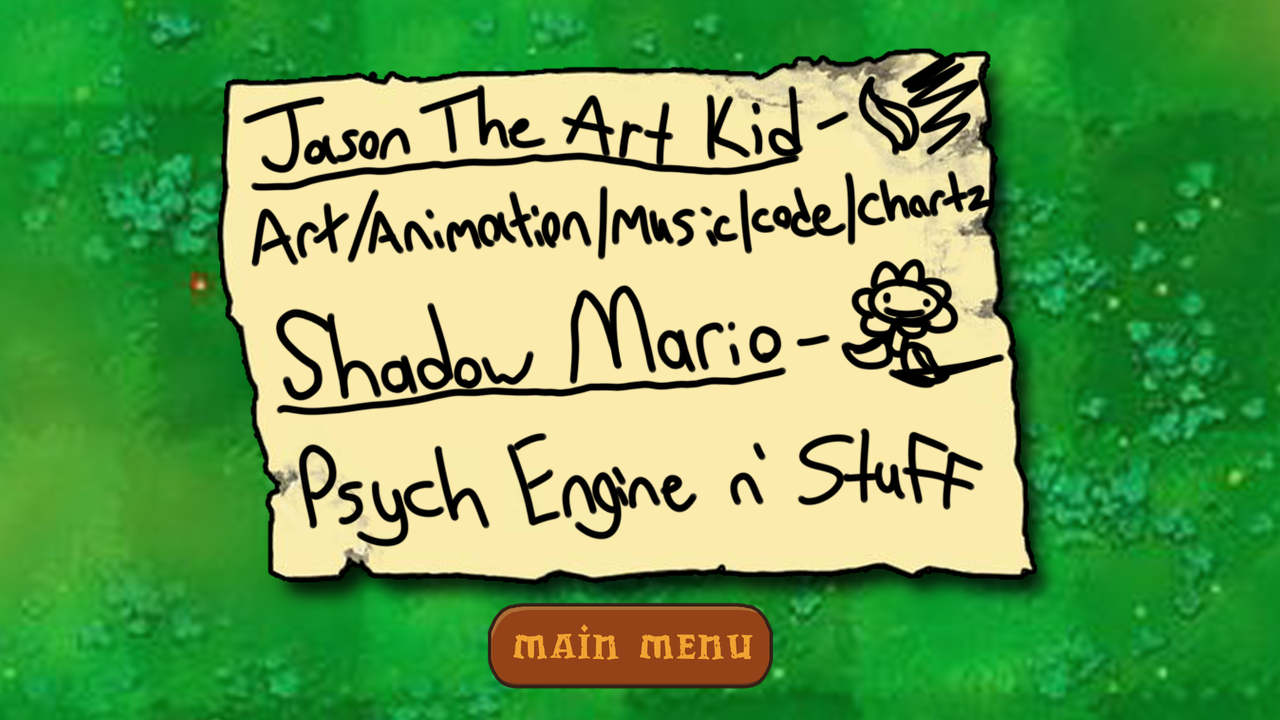 Jason The Art Kid -
Art/Animation/Music/code/chartz
Shadow Mario -
Psych Engine n' Stuff
MAIN MENU